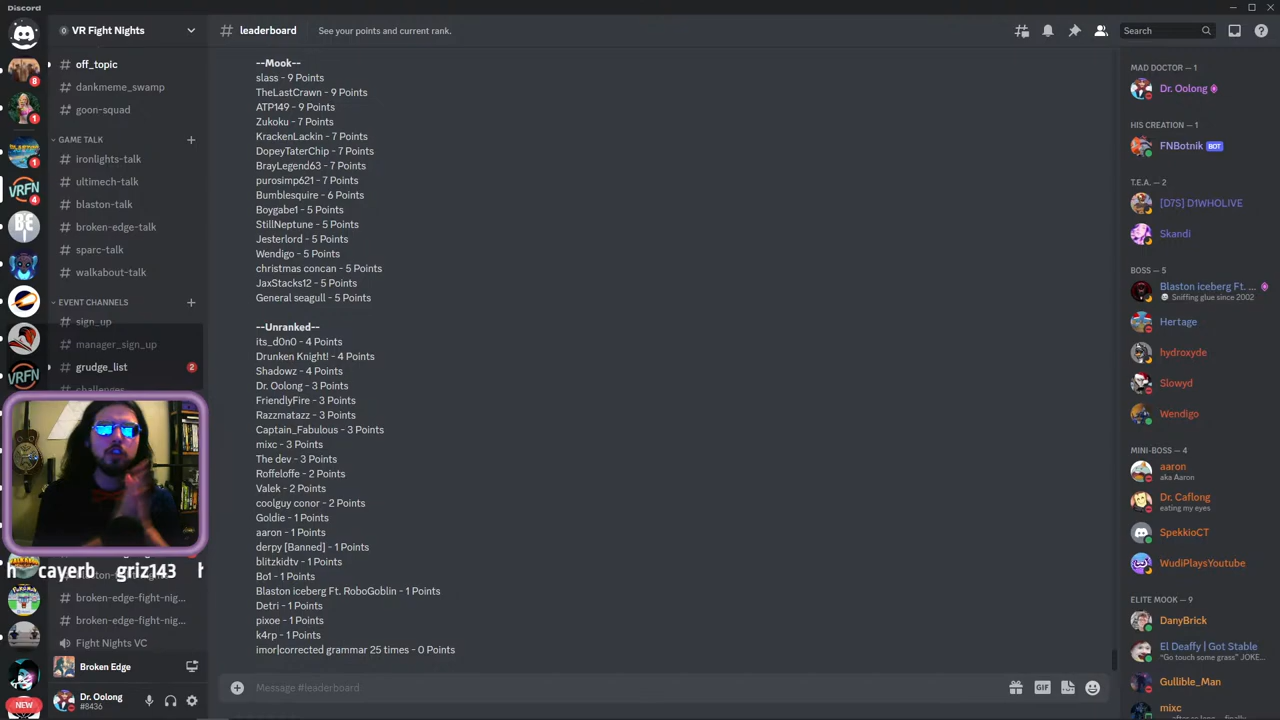 Discord
VR Fight Nights
# leaderboard
See your points and current rank.
Search
off_topic
# dankmeme_swamp
# goon-squad
GAME TALK
# ironlights-talk
# ultimech-talk
# blaston-talk
# broken-edge-talk
# sparc-talk
# walkabout-talk
EVENT CHANNELS
# sign_up
# manager_sign_up
# grudge_list
2
# challenges
h cayerb griz143 h
# broken-edge-fight-nig...
# broken-edge-fight-nig...
Fight Nights VC
Broken Edge
Dr. Oolong
#8436
8
1
1
VRFN
4
BE
VRFN
NEW
--Mook--
slass - 9 Points
TheLastCrawn - 9 Points
ATP149 - 9 Points
Zukoku - 7 Points
KrackenLackin - 7 Points
DopeyTaterChip - 7 Points
BrayLegend63 - 7 Points
purosimp621 - 7 Points
Bumblesquire - 6 Points
Boygabe1 - 5 Points
StillNeptune - 5 Points
Jesterlord - 5 Points
Wendigo - 5 Points
christmas concan - 5 Points
JaxStacks12 - 5 Points
General seagull - 5 Points
--Unranked--
its_d0n0 - 4 Points
Drunken Knight! - 4 Points
Shadowz - 4 Points
Dr. Oolong - 3 Points
FriendlyFire - 3 Points
Razzmatazz - 3 Points
Captain_Fabulous - 3 Points
mixc - 3 Points
The dev - 3 Points
Roffeloffe - 2 Points
Valek - 2 Points
coolguy conor - 2 Points
Goldie - 1 Points
aaron - 1 Points
derpy [Banned] - 1 Points
blitzkidtv - 1 Points
Bo1 - 1 Points
Blaston iceberg Ft. RoboGoblin - 1 Points
Detri - 1 Points
pixoe - 1 Points
k4rp - 1 Points
imor|corrected grammar 25 times - 0 Points
Message #leaderboard
GIF
MAD DOCTOR — 1
Dr. Oolong
HIS CREATION — 1
FNBotnik BOT
T.E.A. — 2
[D7S] D1WHOLIVE
Skandi
BOSS — 5
Blaston iceberg Ft. ...
Sniffing glue since 2002
Hertage
hydroxyde
Slowyd
Wendigo
MINI-BOSS — 4
aaron
aka Aaron
Dr. Caflong
eating my eyes
SpekkioCT
WudiPlaysYoutube
ELITE MOOK — 9
DanyBrick
El Deaffy | Got Stable
"Go touch some grass" JOKE...
Gullible_Man
mixc